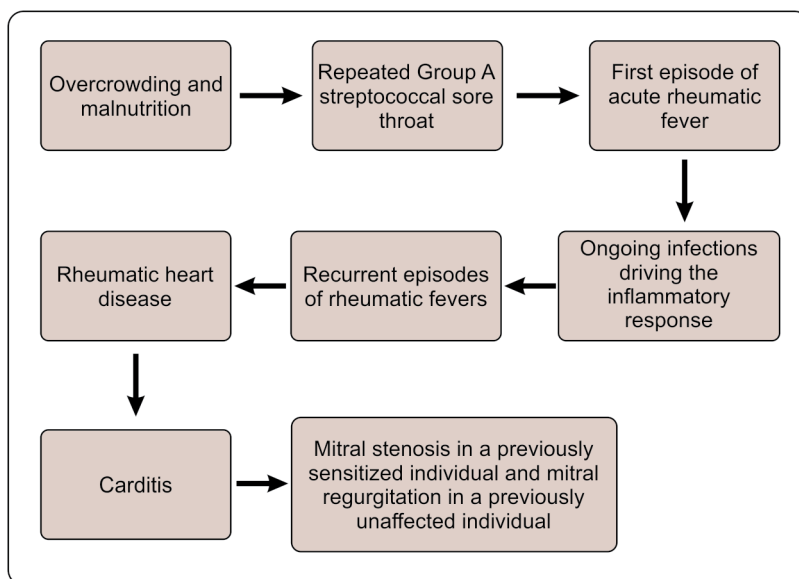 Overcrowding and
malnutrition
Repeated Group A
streptococcal sore
throat
First episode of
acute rheumatic
fever
Ongoing infections
driving the
inflammatory
response
Recurrent episodes
of rheumatic fevers
Rheumatic heart
disease
Carditis
Mitral stenosis in a previously
sensitized individual and mitral
regurgitation in a previously
unaffected individual